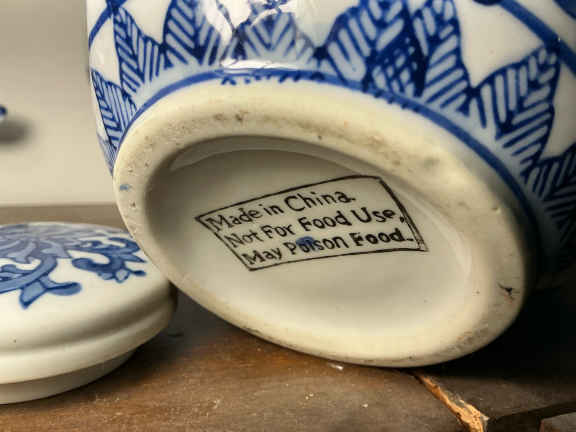 Made in China.
Not For Food Use.
May Poison Food.